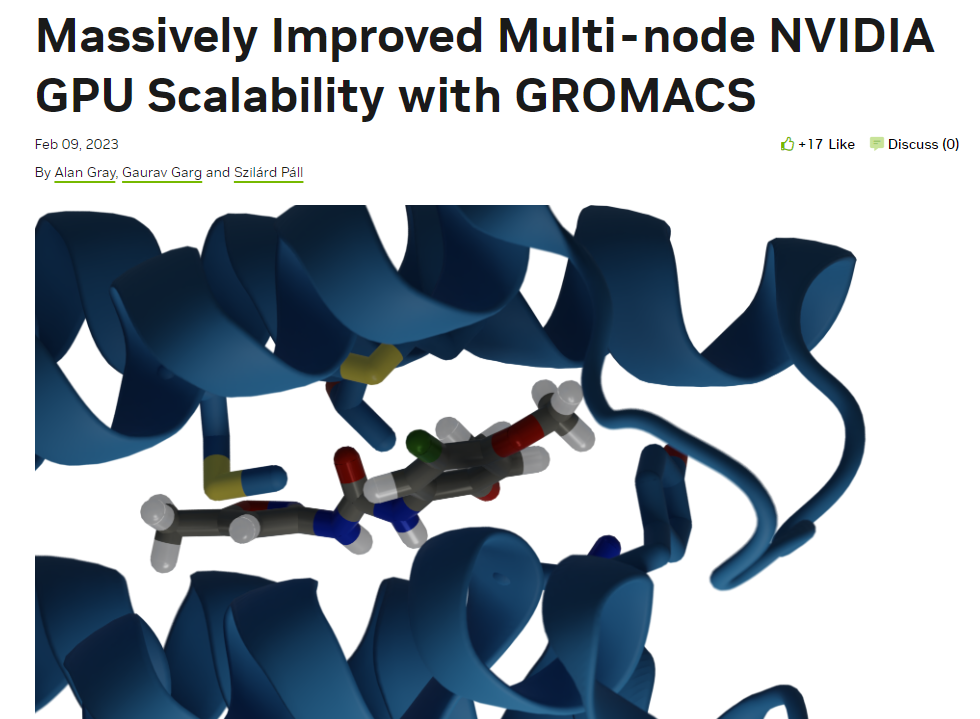 Massively Improved Multi-node NVIDIA
GPU Scalability with GROMACS
Feb 09, 2023
+17 Like
Discuss (0)
By Alan Gray, Gaurav Garg and Szilárd Páll